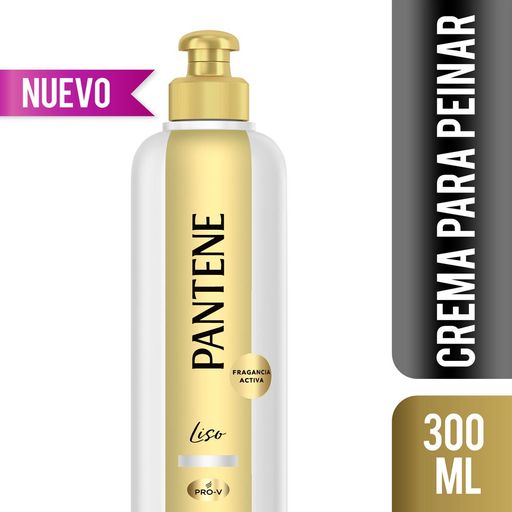 NUEVO
PANTENE
FRAGANCIA
ACTIVA
Liso
PRO-V
CREMA PARA PEINAR
300
ML